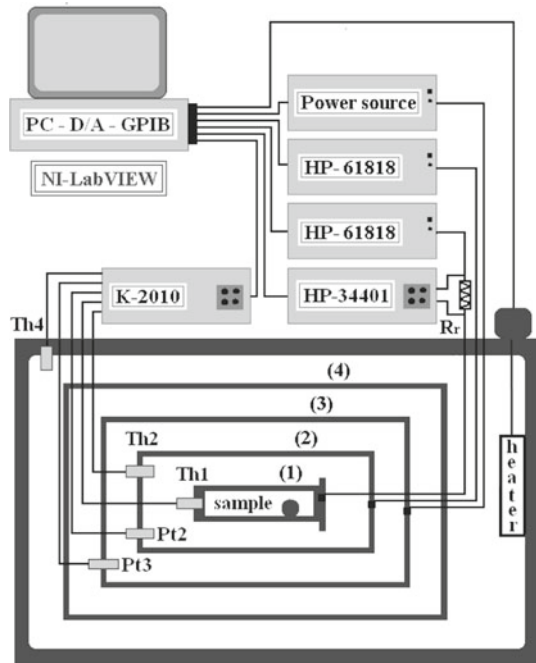 Power source
PC - D/A - GPIB
HP- 61818
NI-LabVIEW
HP- 61818
K-2010
HP-34401
Th4
Rr
(4)
(3)
Th2
(2)
Th1
(1)
sample
heater
Pt2
Pt3